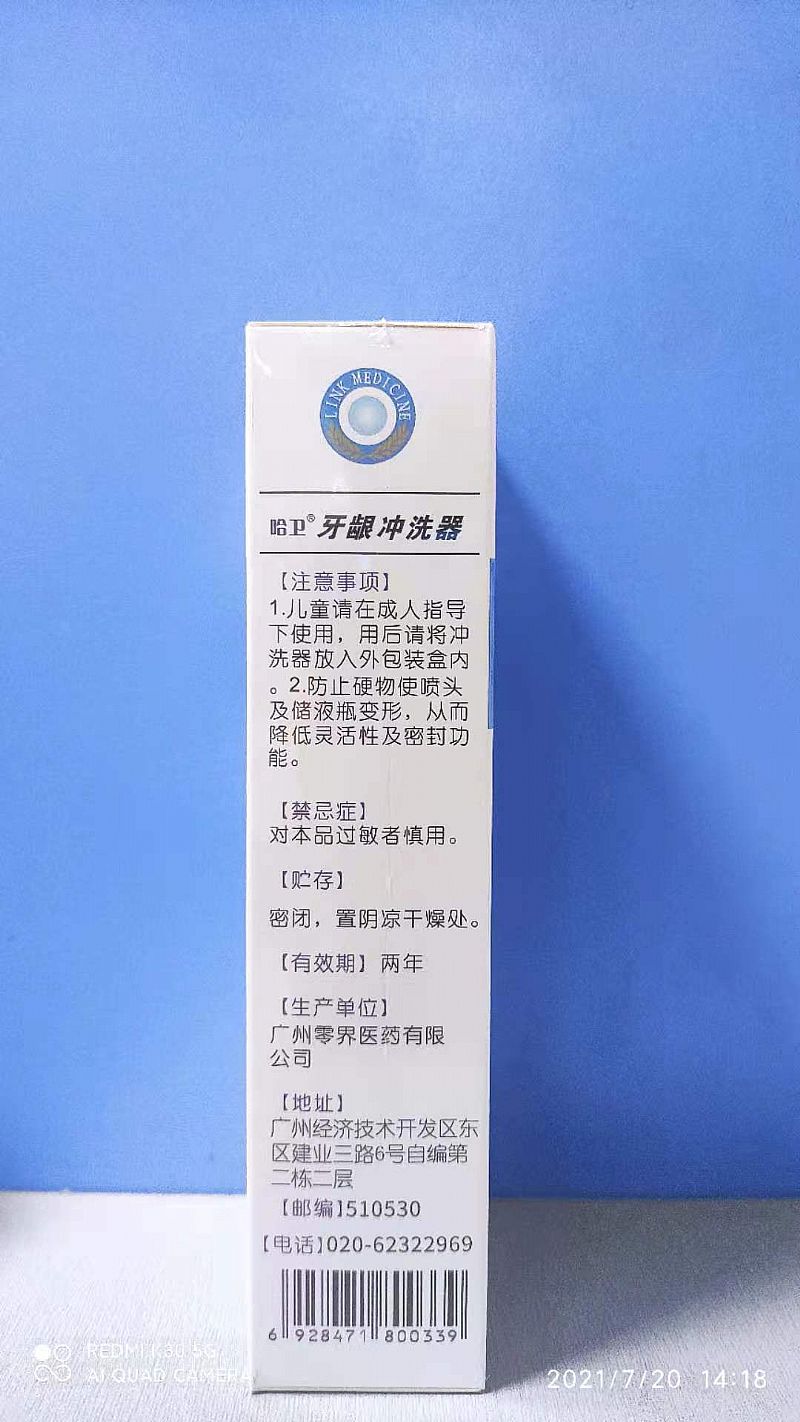 LINK MEDICINE
哈卫®牙龈冲洗器
【注意事项】
1.儿童请在成人指导
下使用，用后请将冲
洗器放入外包装盒内
。2.防止硬物使喷头
及储液瓶变形，从而
降低灵活性及密封功
能。
【禁忌症】
对本品过敏者慎用。
【贮存】
密闭，置阴凉干燥处。
【有效期】两年
【生产单位】
广州零界医药有限
公司
【地址】
广州经济技术开发区东
区建业三路6号自编第
二栋二层
【邮编】510530
【电话】020-62322969
6 928471 800339
AI QUAD CAMERA
2021/7/20 14:18